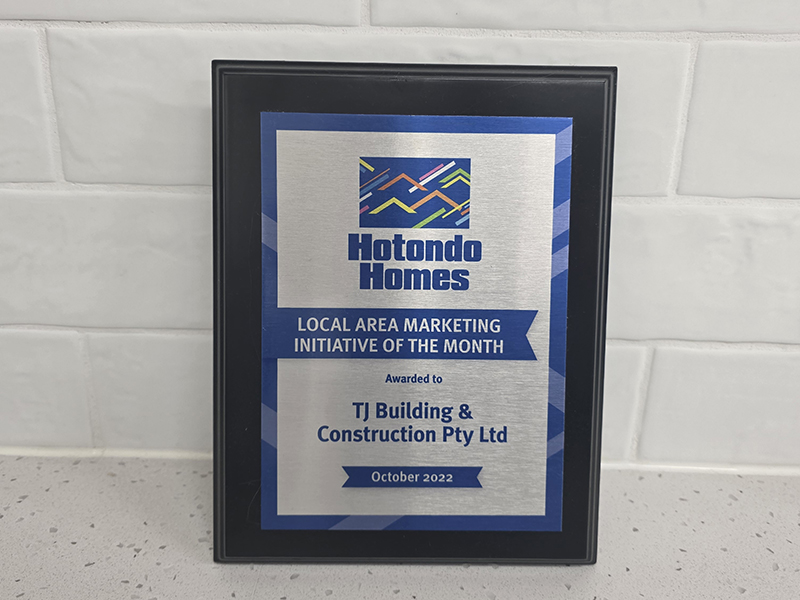 Hotondo
Homes
LOCAL AREA MARKETING
INITIATIVE OF THE MONTH
Awarded to
TJ Building &
Construction Pty Ltd
October 2022